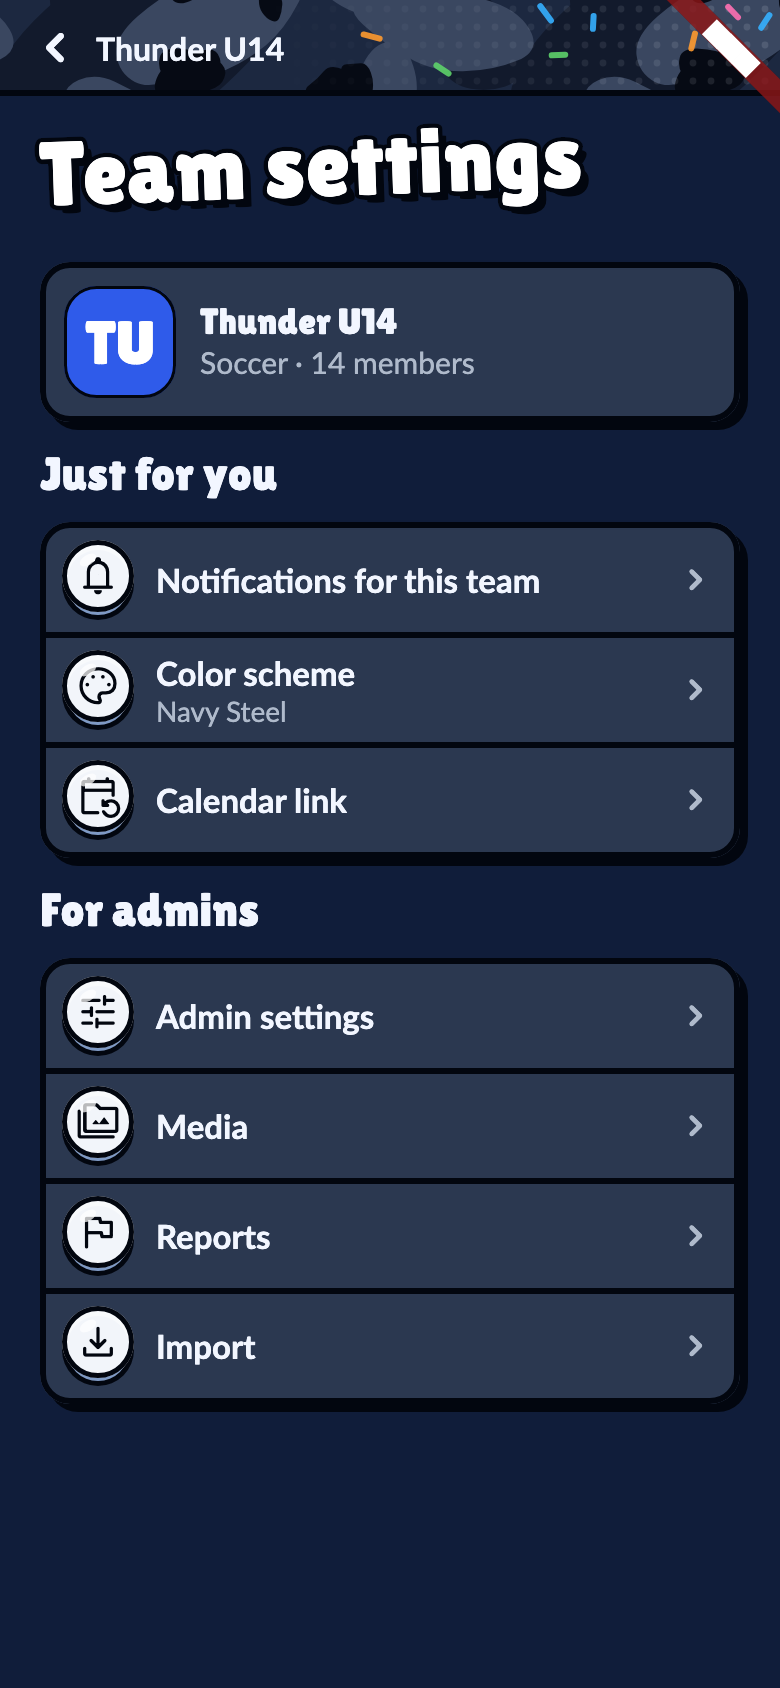 Thunder U14
Team settings
TU
Thunder U14
Soccer · 14 members
Just for you
Notifications for this team
Color scheme
Navy Steel
Calendar link
For admins
Admin settings
Media
Reports
Import